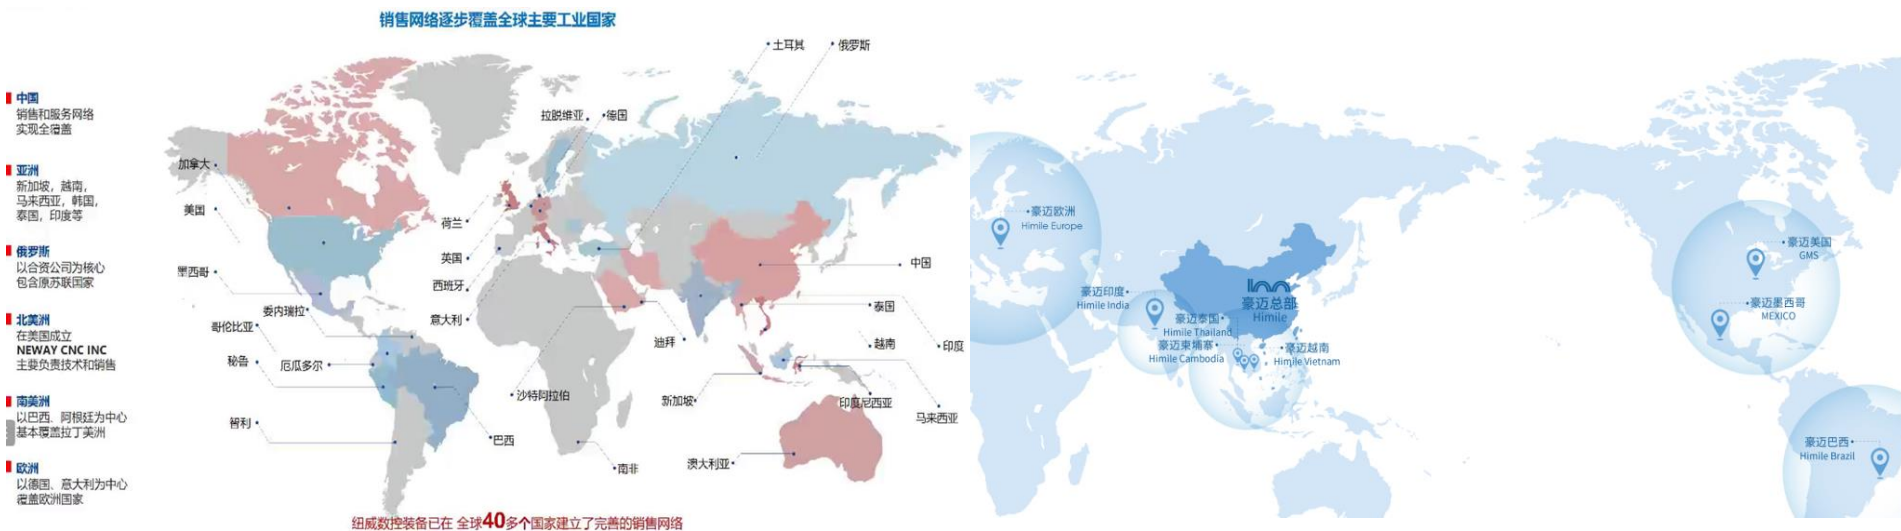 销售网络逐步覆盖全球主要工业国家
中国
销售和服务网络
实现全覆盖
亚洲
新加坡，越南，
马来西亚，韩国，
泰国，印度等
俄罗斯
以合资公司为核心
包含原苏联国家
北美洲
在美国成立
NEWAY CNC INC
主要负责技术和销售
南美洲
以巴西、阿根廷为中心
基本覆盖拉丁美洲
欧洲
以德国、意大利为中心
覆盖欧洲国家
土耳其
俄罗斯
拉脱维亚
德国
加拿大
美国
荷兰
英国
中国
墨西哥
西班牙
委内瑞拉
泰国
哥伦比亚
意大利
迪拜
越南
印度
秘鲁
厄瓜多尔
沙特阿拉伯
新加坡
印度尼西亚
马来西亚
智利
巴西
南非
澳大利亚
纽威数控装备已在 全球40多个国家建立了完善的销售网络
豪迈欧洲
Himile Europe
豪迈印度
Himile India
豪迈总部
Himile
豪迈泰国
Himile Thailand
豪迈柬埔寨
Himile Cambodia
豪迈越南
Himile Vietnam
豪迈美国
GMS
豪迈墨西哥
MEXICO
豪迈巴西
Himile Brazil